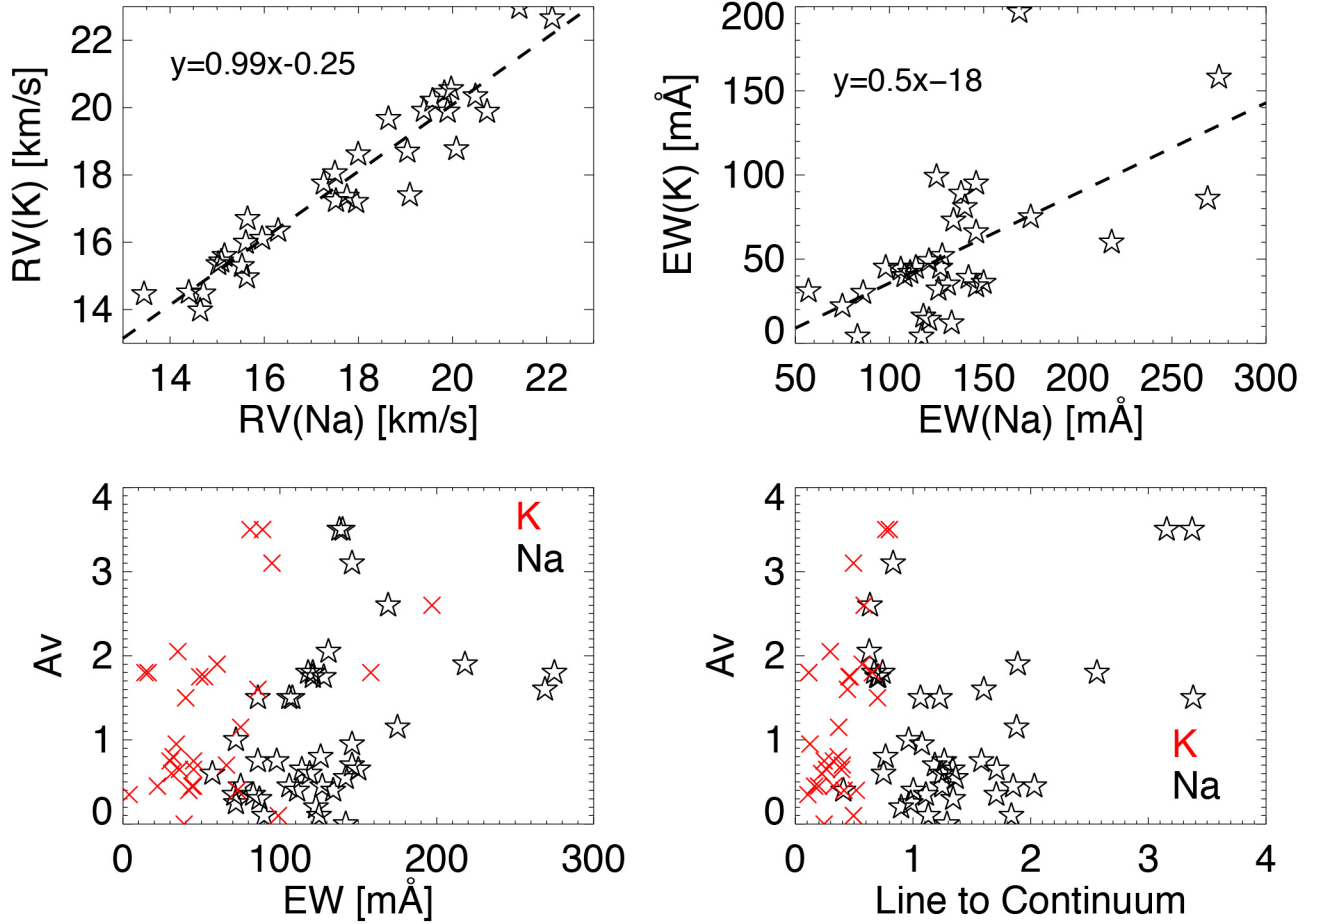 22
20
18
16
14
RV(K) [km/s]
y=0.99x-0.25
14 16 18 20 22
RV(Na) [km/s]
200
150
100
50
0
EW(K) [mÅ]
y=0.5x−18
50 100 150 200 250 300
EW(Na) [mÅ]
4
3
2
1
0
Av
K
Na
0 100 200 300
EW [mÅ]
4
3
2
1
0
Av
K
Na
0 1 2 3 4
Line to Continuum